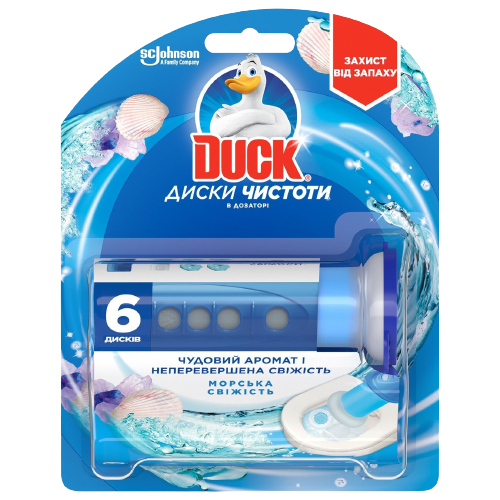 SC Johnson
A Family Company
ЗАХИСТ
ВІД ЗАПАХУ
DUCK
ДИСКИ ЧИСТОТИ
В ДОЗАТОРІ
6
ДИСКІВ
ЧУДОВИЙ АРОМАТ І
НЕПЕРЕВЕРШЕНА СВІЖІСТЬ
МОРСЬКА
СВІЖІСТЬ